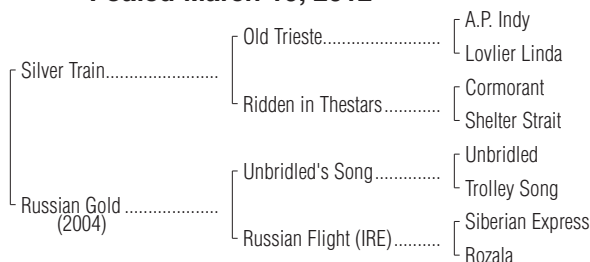 Foaled March 2012
A.P. Indy
Old Trieste
Lovlier Linda
Silver Train
Cormorant
Ridden in Thestars
Shelter Strait
Unbridled
Unbridled's Song
Trolley Song
Russian Gold
(2004)
Siberian Express
Russian Flight (IRE)
Rozala